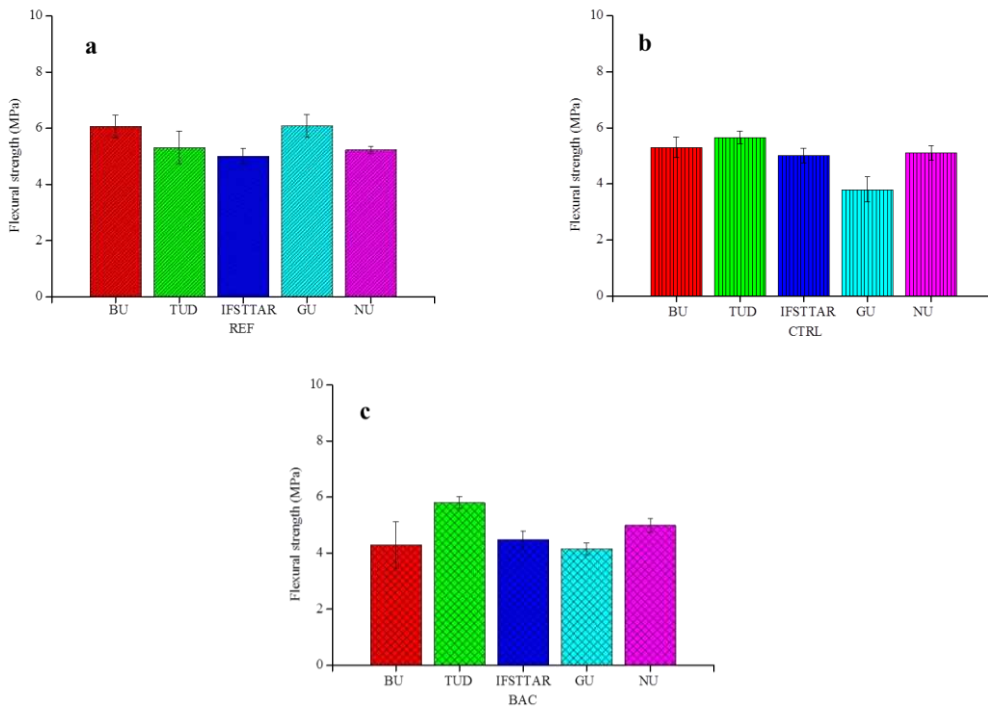 a
Flexural strength (MPa)
10
8
6
4
2
0
BU TUD IFSTTAR GU NU
REF
b
Flexural strength (MPa)
10
8
6
4
2
0
BU TUD IFSTTAR GU NU
CTRL
c
Flexural strength (MPa)
10
8
6
4
2
0
BU TUD IFSTTAR GU NU
BAC